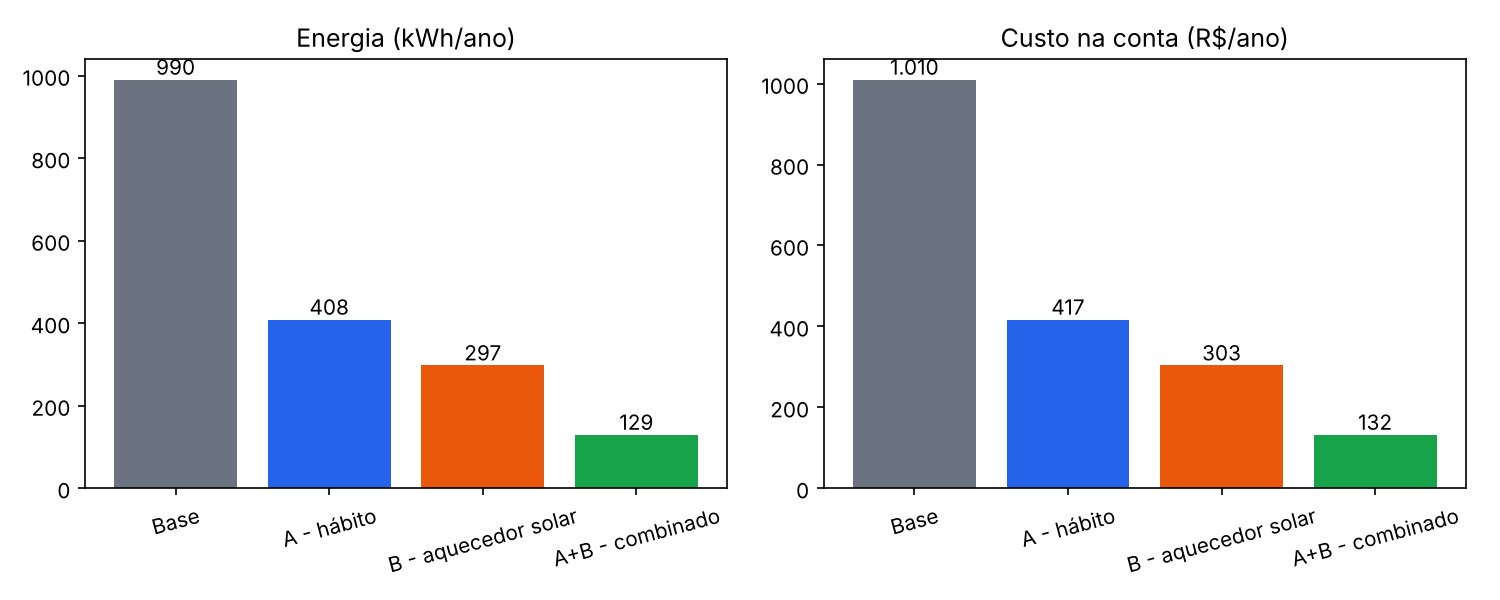 Energia (kWh/ano)
1000
800
600
400
200
0
990
408
297
129
Base
A - hábito
B - aquecedor solar
A+B - combinado
Custo na conta (R$/ano)
1000
800
600
400
200
0
1.010
417
303
132
Base
A - hábito
B - aquecedor solar
A+B - combinado